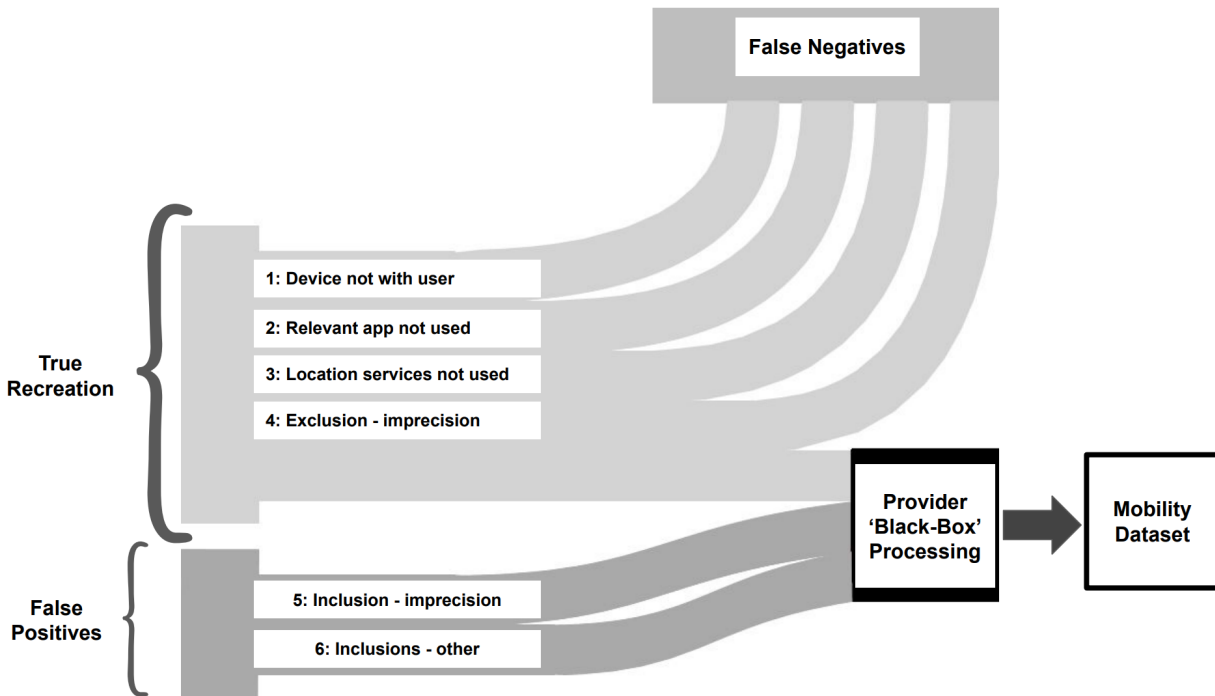 False Negatives
1: Device not with user
2: Relevant app not used
3: Location services not used
4: Exclusion - imprecision
True
Recreation
Provider
‘Black-Box’
Processing
Mobility
Dataset
5: Inclusion - imprecision
6: Inclusions - other
False
Positives